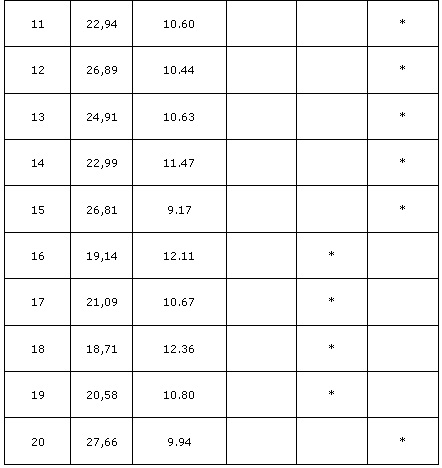 11 22,94 10.60 *
12 26,89 10.44 *
13 24,91 10.63 *
14 22,99 11.47 *
15 26,81 9.17 *
16 19,14 12.11 *
17 21,09 10.67 *
18 18,71 12.36 *
19 20,58 10.80 *
20 27,66 9.94 *